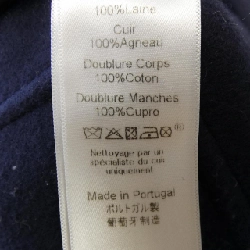 100%Laine
Cuir
100%Agneau
Doublure Corps
100%Coton
Doublure Manches
100%Cupro
Nettoyage par un
spécialiste du cuir
uniquement!
Made in Portugal
ポルトガル製
葡萄牙制造